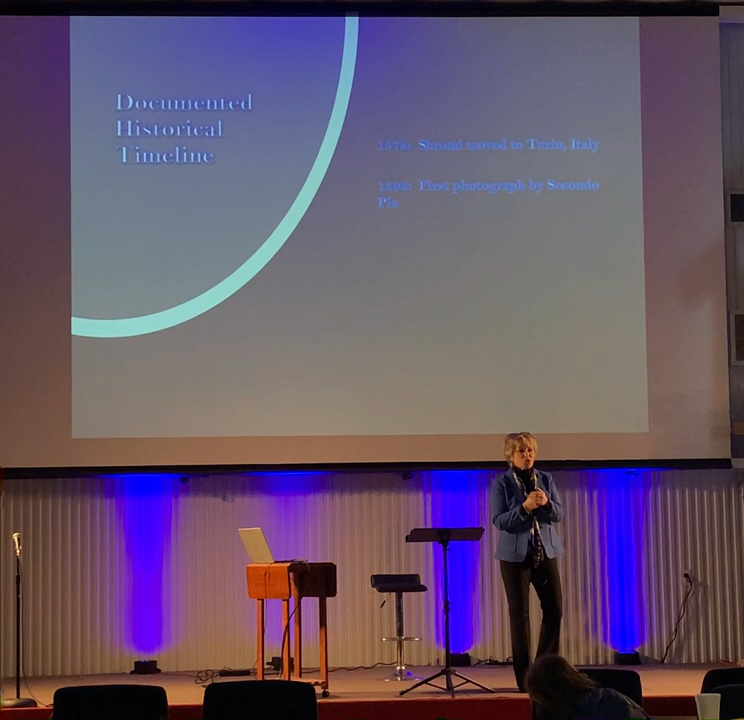 Documented
Historical
Timeline
1578: Shroud moved to Turin, Italy
1898: First photograph by Secondo
Pia